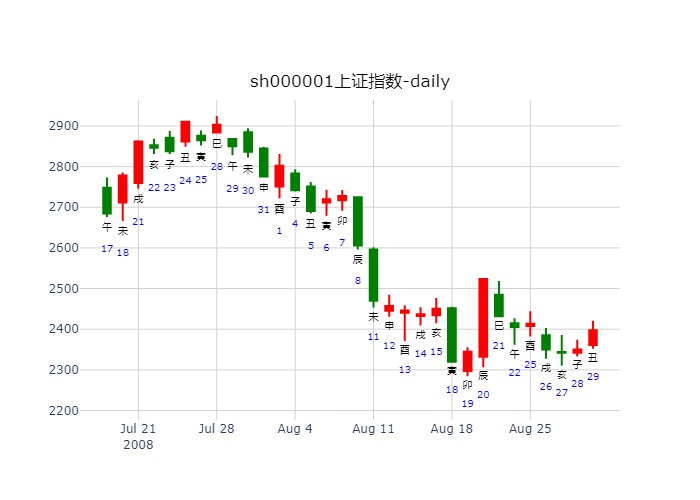 sh000001上证指数-daily
2900
2800
2700
2600
2500
2400
2300
2200
午 未 戌 亥 子 丑 寅 巳 午 未 申 酉 子 丑 寅 卯 辰 未 申 酉 戌 亥 寅 卯 辰 巳 午 酉 戌 亥 子 丑
17 18 21 22 23 24 25 28 29 30 31 1 4 5 6 7 8 11 12 13 14 15 18 19 20 21 22 25 26 27 28 29
Jul 21 Jul 28 Aug 4 Aug 11 Aug 18 Aug 25
2008